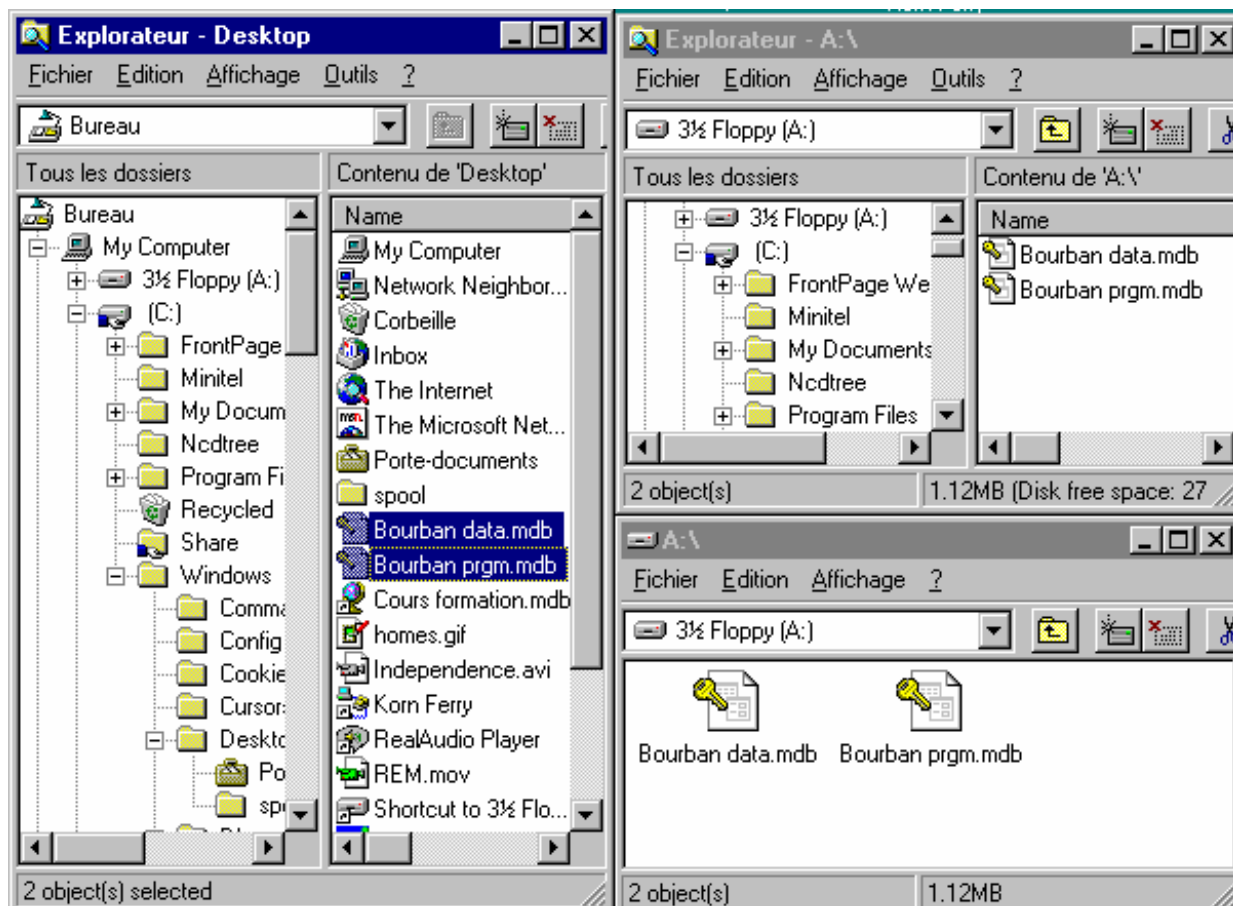 Explorateur - Desktop
Fichier Edition Affichage Outils ?
Bureau
Tous les dossiers
Contenu de 'Desktop'
Bureau
My Computer
3½ Floppy (A:)
(C:)
FrontPage
Minitel
My Docum
Ncdtree
Program Fi
Recycled
Share
Windows
Comma
Config
Cookie
Cursor
Deskto
Po
spo
Name
My Computer
Network Neighbor...
Corbeille
Inbox
The Internet
The Microsoft Net...
Porte-documents
spool
Bourban data.mdb
Bourban prgm.mdb
Cours formation.mdb
homes.gif
Independence.avi
Korn Ferry
RealAudio Player
REM.mov
Shortcut to 3½ Flo...
2 object(s) selected
Explorateur - A:\
Fichier Edition Affichage Outils ?
3½ Floppy (A:)
Tous les dossiers
Contenu de 'A:\'
3½ Floppy (A:)
(C:)
FrontPage We
Minitel
My Documents
Ncdtree
Program Files
Name
Bourban data.mdb
Bourban prgm.mdb
2 object(s)
1.12MB (Disk free space: 27
A:\
Fichier Edition Affichage ?
3½ Floppy (A:)
Bourban data.mdb
Bourban prgm.mdb
2 object(s)
1.12MB